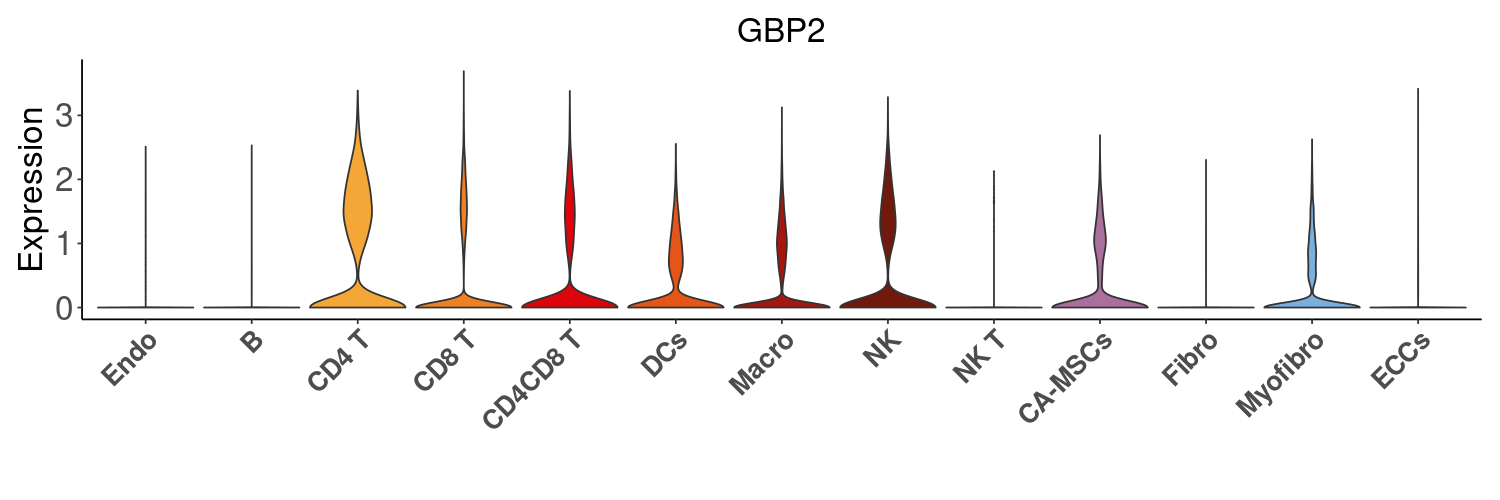 GBP2
Expression
3
2
1
0
Endo
B
CD4 T
CD8 T
CD4CD8 T
DCs
Macro
NK
NK T
CA-MSCs
Fibro
Myofibro
ECCs